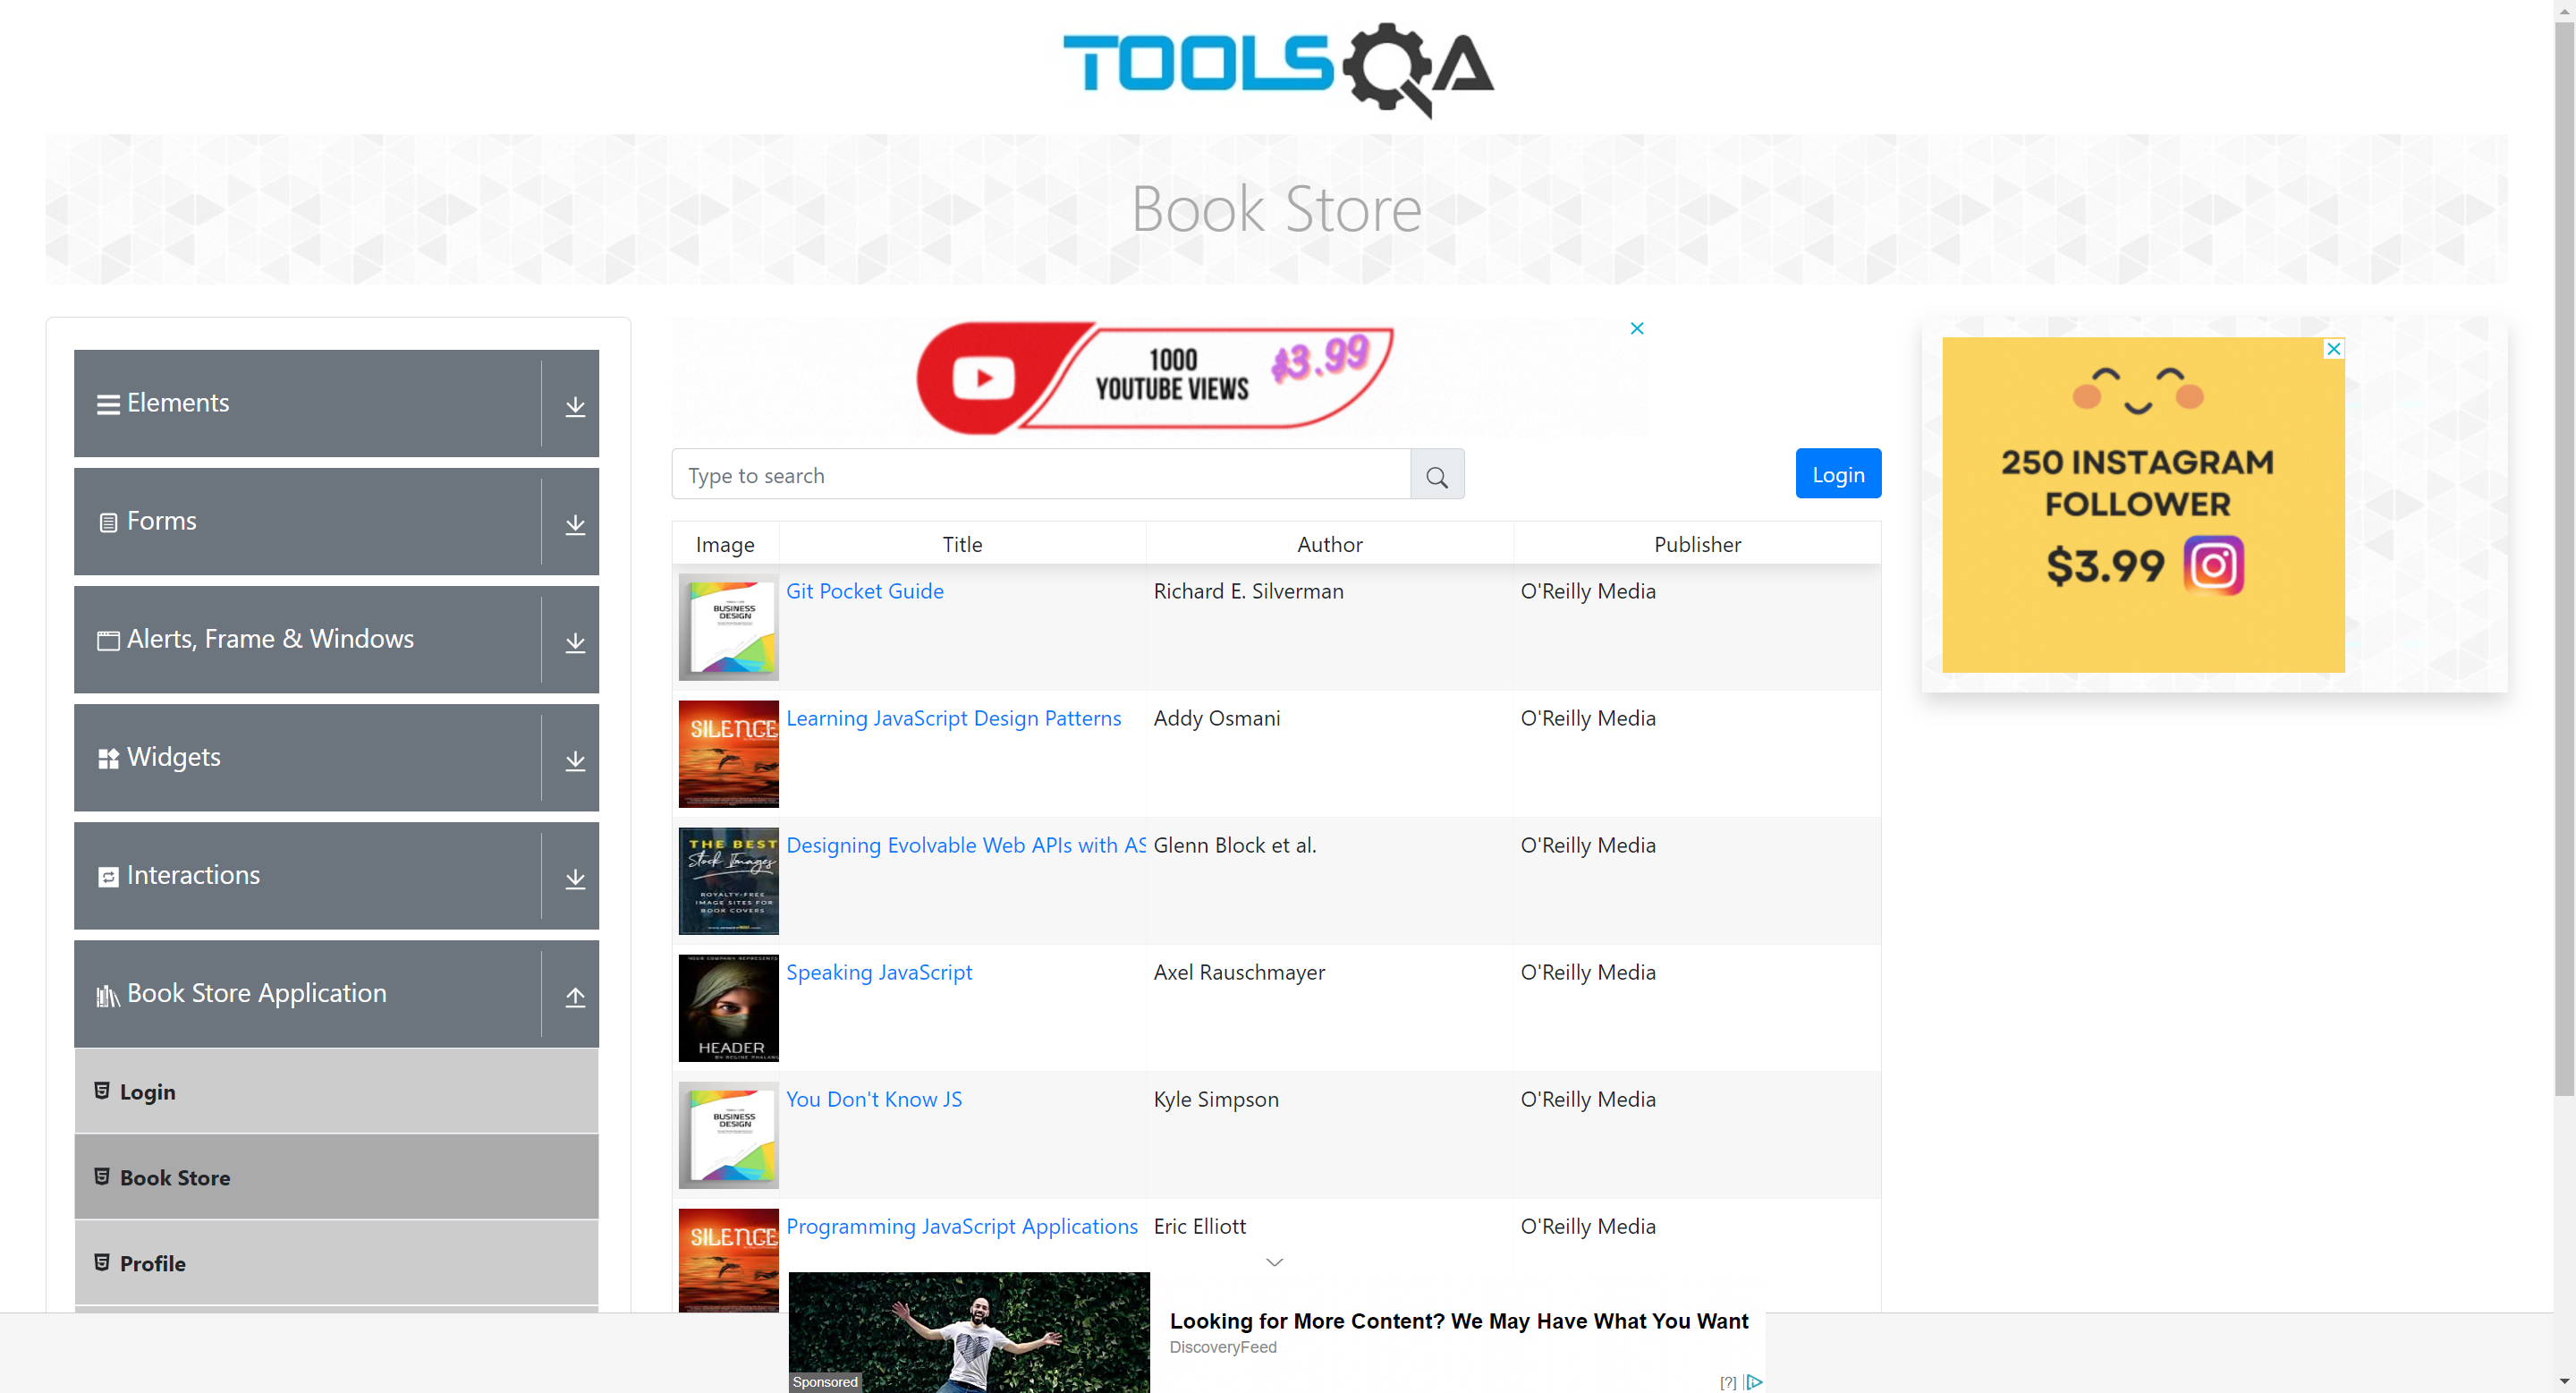 TOOLSQA
Book Store
Elements
Forms
Alerts, Frame & Windows
Widgets
Interactions
Book Store Application
Login
Book Store
Profile
1000
YOUTUBE VIEWS
$3.99
Type to search
Login
Image Title Author Publisher
BUSINESS
DESIGN
Git Pocket Guide Richard E. Silverman O'Reilly Media
SILENCE
Learning JavaScript Design Patterns Addy Osmani O'Reilly Media
THE BEST
Stock Images
ROYALTY-FREE
IMAGE SITES FOR
BOOK COVERS
Designing Evolvable Web APIs with AS Glenn Block et al. O'Reilly Media
YOUR COMPANY REPRESENTS
HEADER
Speaking JavaScript Axel Rauschmayer O'Reilly Media
BUSINESS
DESIGN
You Don't Know JS Kyle Simpson O'Reilly Media
SILENCE
Programming JavaScript Applications Eric Elliott O'Reilly Media
250 INSTAGRAM
FOLLOWER
$3.99
Looking for More Content? We May Have What You Want
DiscoveryFeed
Sponsored
[?]